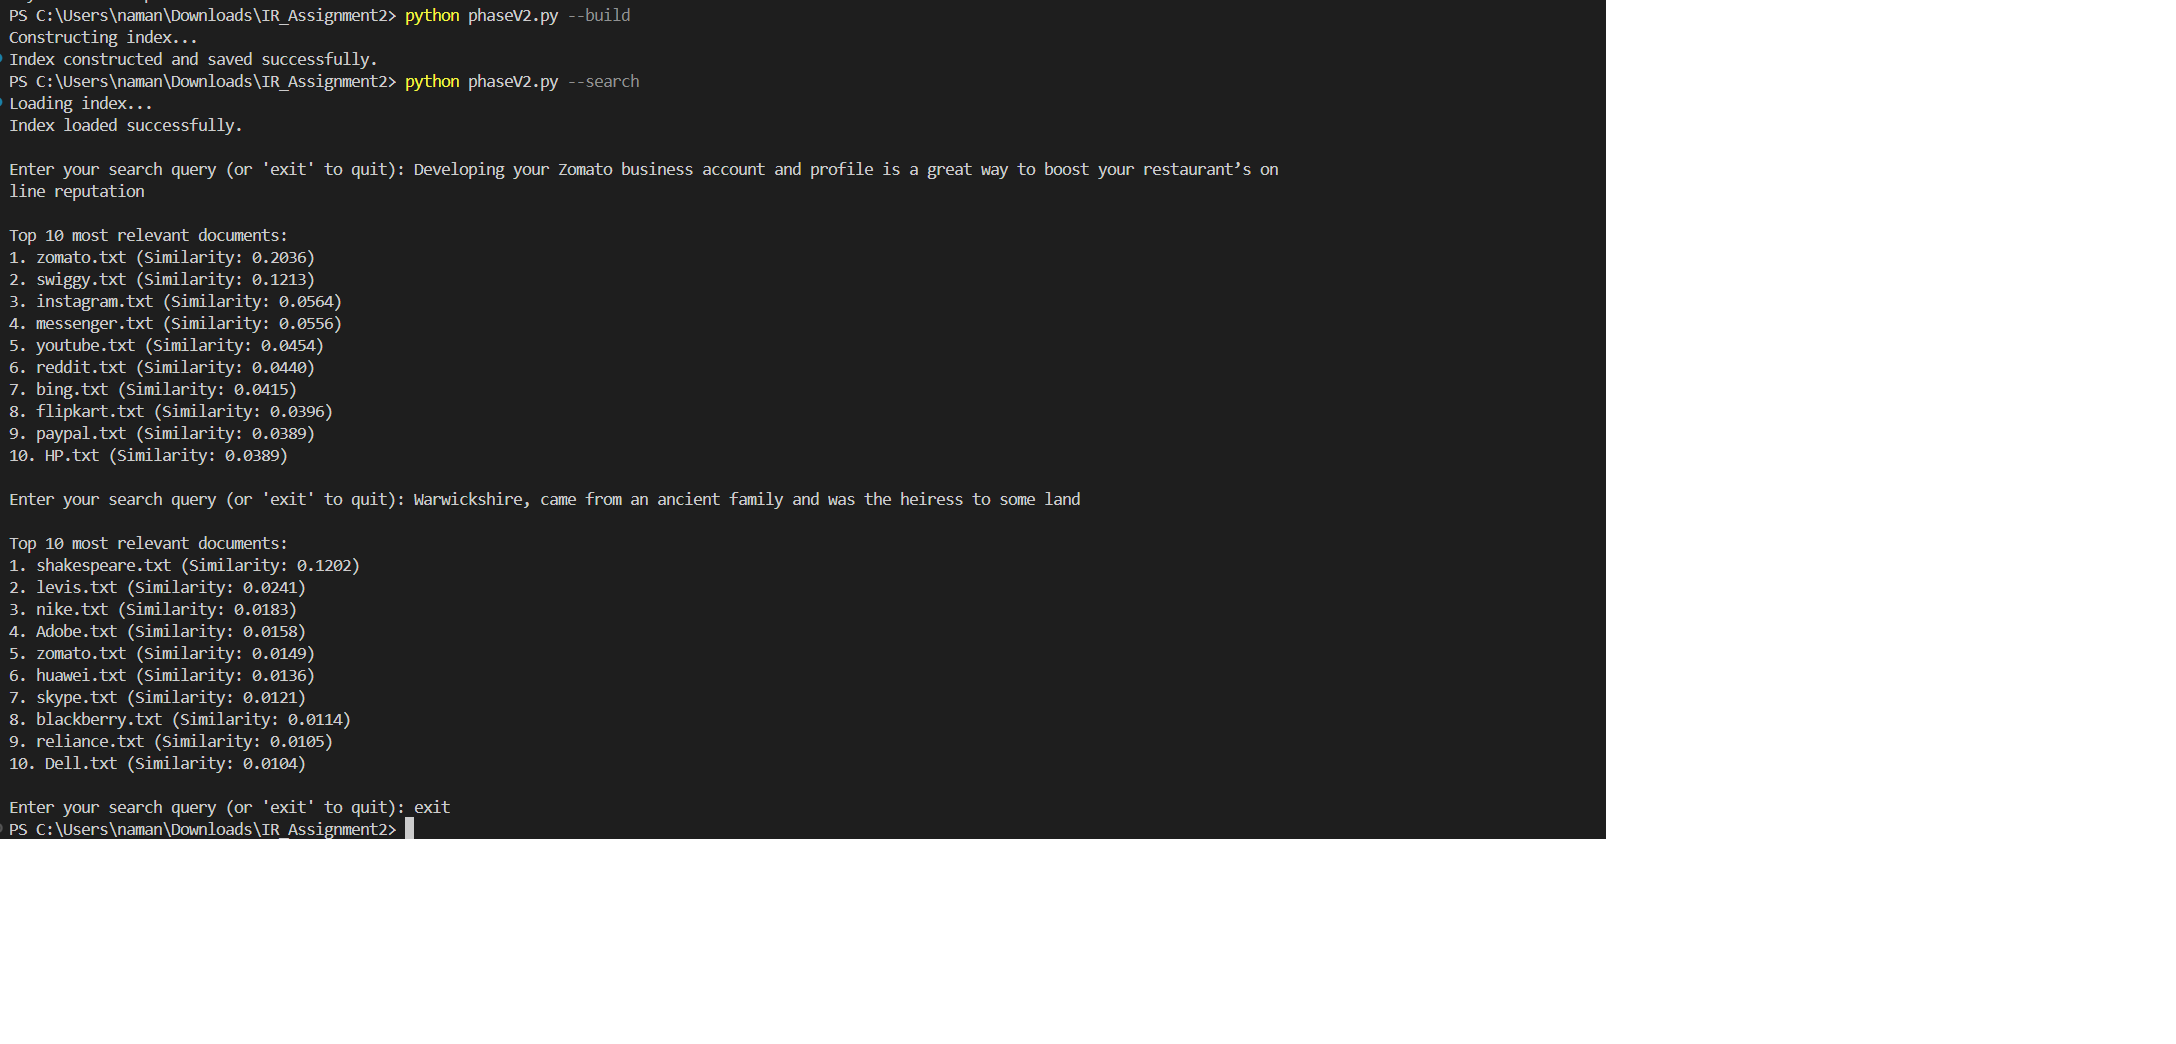 PS C:\Users\naman\Downloads\IR_Assignment2> python phaseV2.py --build
Constructing index...
Index constructed and saved successfully.
PS C:\Users\naman\Downloads\IR_Assignment2> python phaseV2.py --search
Loading index...
Index loaded successfully.
Enter your search query (or 'exit' to quit): Developing your Zomato business account and profile is a great way to boost your restaurant’s on
line reputation
Top 10 most relevant documents:
1. zomato.txt (Similarity: 0.2036)
2. swiggy.txt (Similarity: 0.1213)
3. instagram.txt (Similarity: 0.0564)
4. messenger.txt (Similarity: 0.0556)
5. youtube.txt (Similarity: 0.0454)
6. reddit.txt (Similarity: 0.0440)
7. bing.txt (Similarity: 0.0415)
8. flipkart.txt (Similarity: 0.0396)
9. paypal.txt (Similarity: 0.0389)
10. HP.txt (Similarity: 0.0389)
Enter your search query (or 'exit' to quit): Warwickshire, came from an ancient family and was the heiress to some land
Top 10 most relevant documents:
1. shakespeare.txt (Similarity: 0.1202)
2. levis.txt (Similarity: 0.0241)
3. nike.txt (Similarity: 0.0183)
4. Adobe.txt (Similarity: 0.0158)
5. zomato.txt (Similarity: 0.0149)
6. huawei.txt (Similarity: 0.0136)
7. skype.txt (Similarity: 0.0121)
8. blackberry.txt (Similarity: 0.0114)
9. reliance.txt (Similarity: 0.0105)
10. Dell.txt (Similarity: 0.0104)
Enter your search query (or 'exit' to quit): exit
PS C:\Users\naman\Downloads\IR_Assignment2>